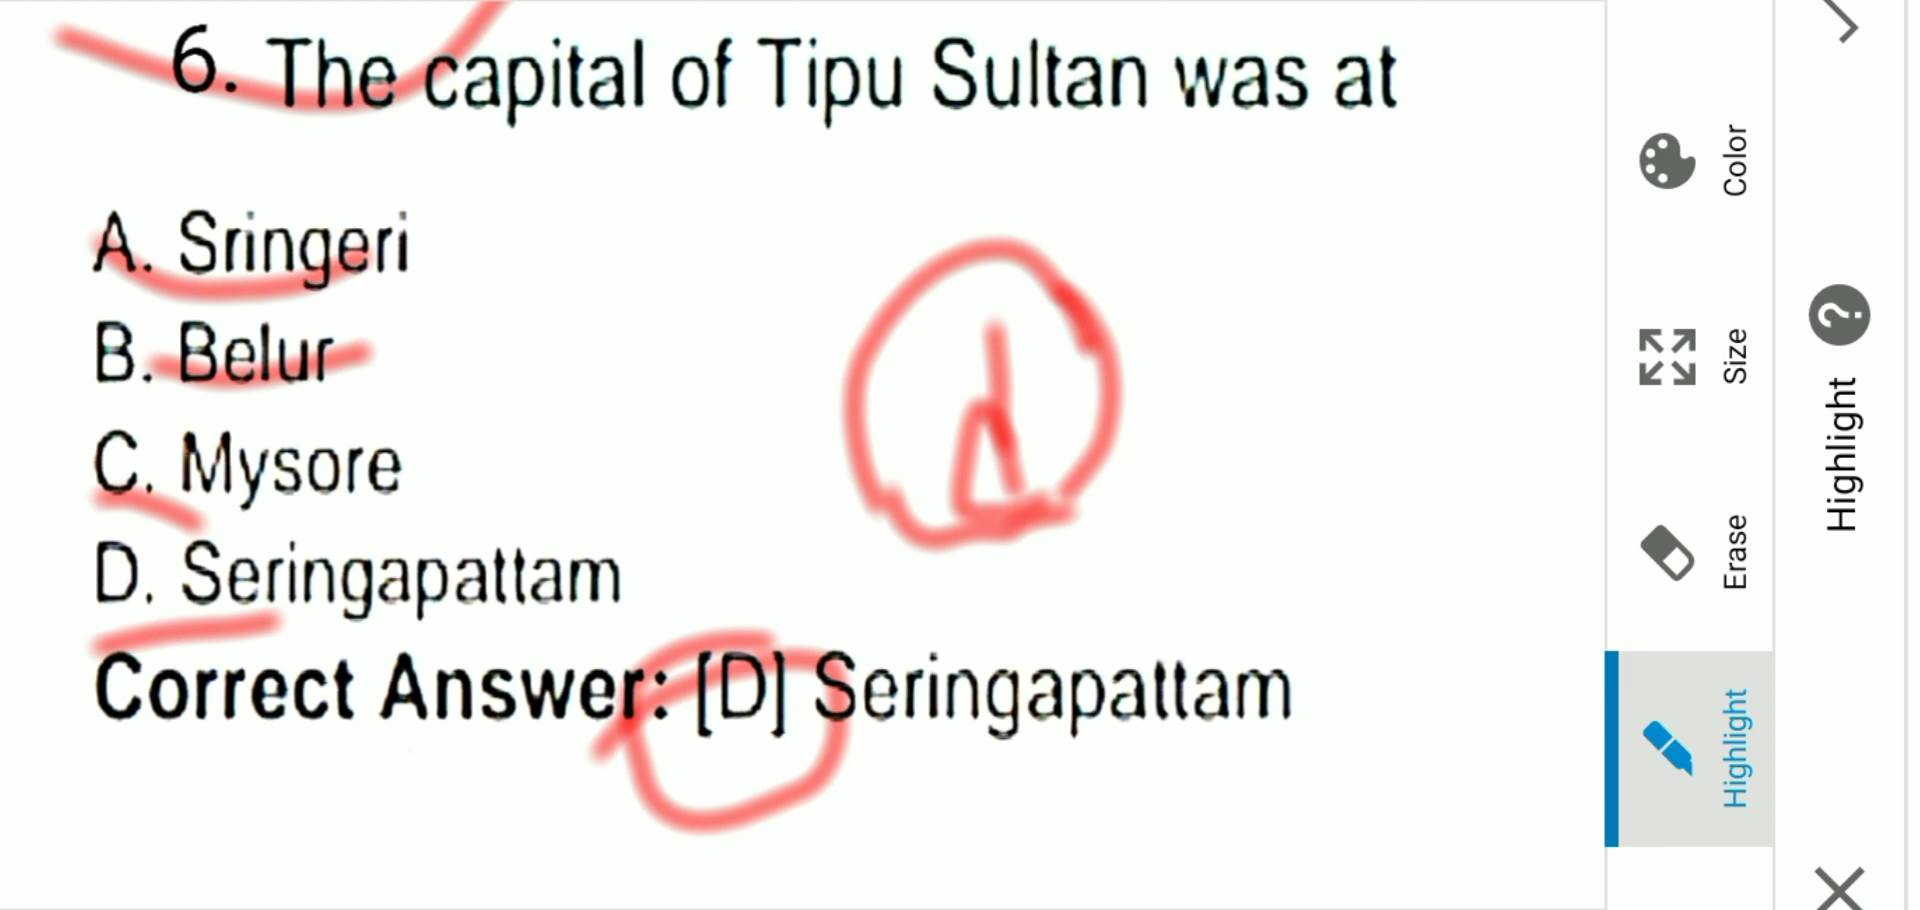 6. The capital of Tipu Sultan was at
A. Sringeri
B. Belur
C. Mysore
D. Seringapattam
Correct Answer: [D] Seringapattam
d
Color
Size
Erase
Highlight
Highlight